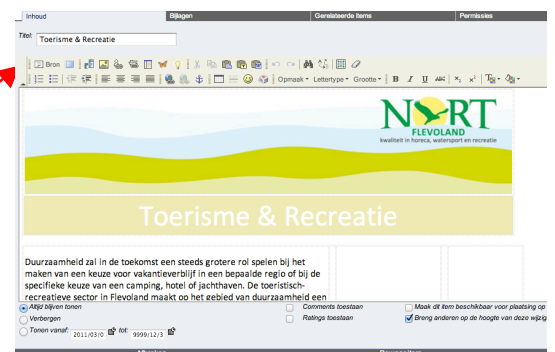 Inhoud Bijlagen Gerelateerde items Permissies
Titel: Toerisme & Recreatie
Bron
Opmaak Lettertype Grootte B I U ABC x₂ x²
NRT
FLEVOLAND
kwaliteit in horeca, watersport en recreatie
Toerisme & Recreatie
Duurzaamheid zal in de toekomst een steeds grotere rol spelen bij het
maken van een keuze voor vakantieverblijf in een bepaalde regio of bij de
specifieke keuze van een camping, hotel of jachthaven. De toeristisch-
recreatieve sector in Flevoland maakt op het gebied van duurzaamheid een
Altijd blijven tonen Comments toestaan Maak dit item beschikbaar voor plaatsing op
Verbergen Ratings toestaan Breng anderen op de hoogte van deze wijzig
Tonen vanaf: 2011/03/0 tot: 9999/12/3